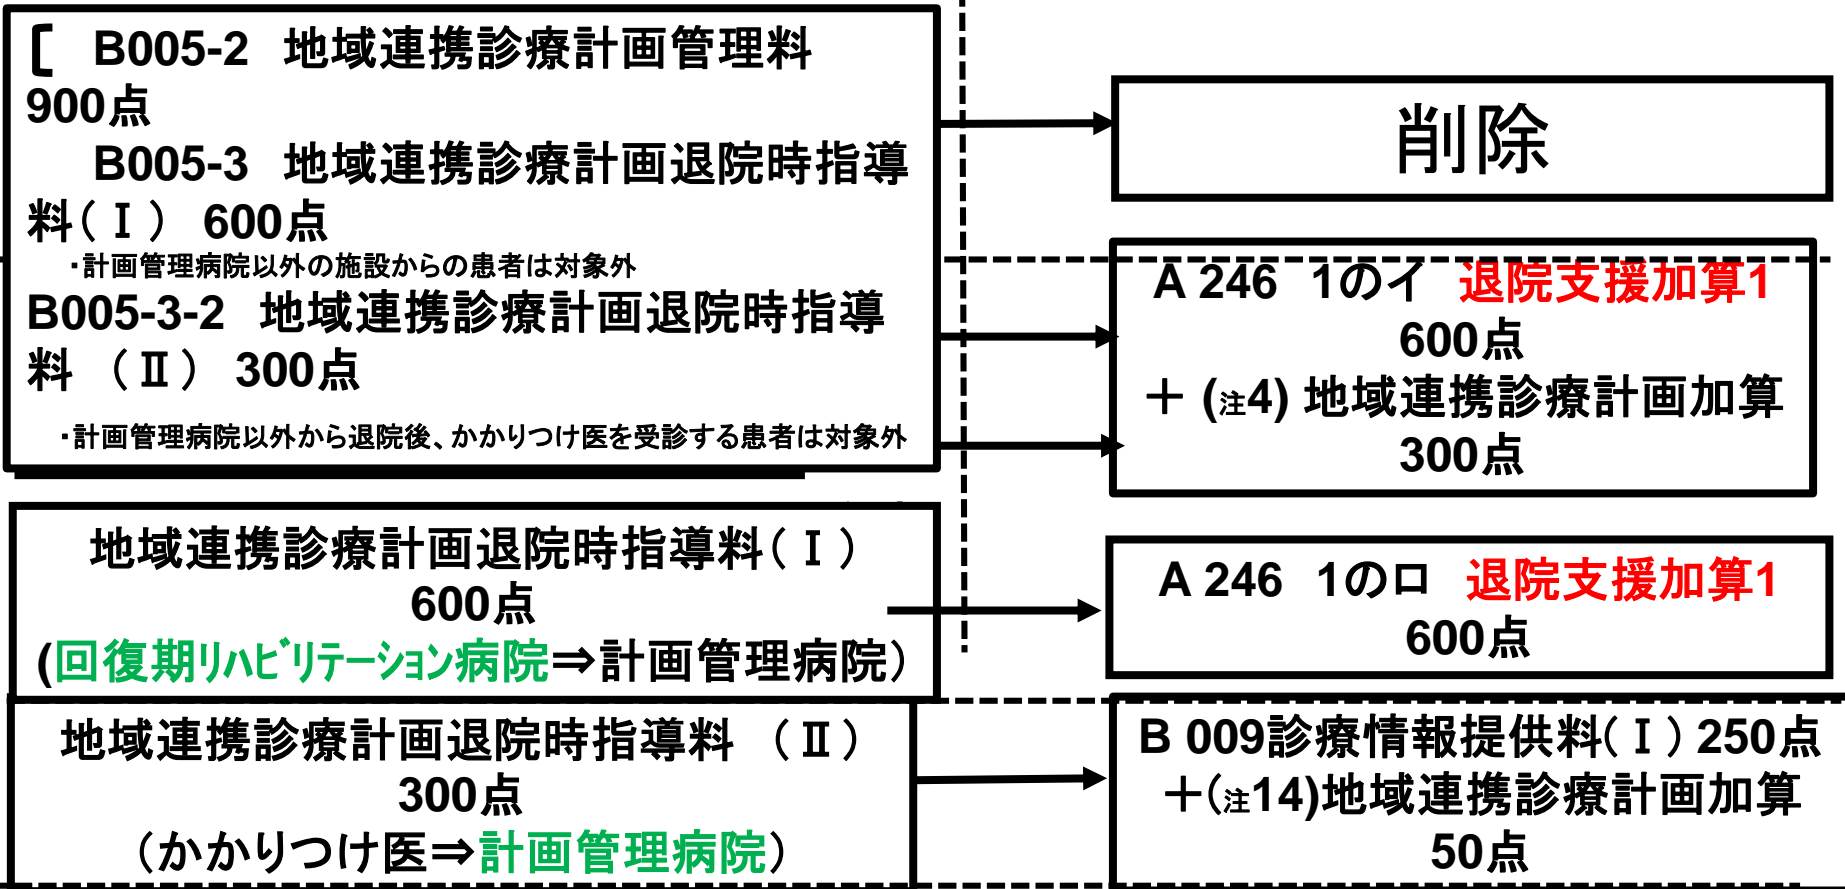 [ B005-2 地域連携診療計画管理料
900点
B005-3 地域連携診療計画退院時指導
料(Ⅰ) 600点
・計画管理病院以外の施設からの患者は対象外
B005-3-2 地域連携診療計画退院時指導
料 (Ⅱ) 300点
・計画管理病院以外から退院後、かかりつけ医を受診する患者は対象外
削除
A 246 1のイ 退院支援加算1
600点
＋ (注4) 地域連携診療計画加算
300点
地域連携診療計画退院時指導料(Ⅰ)
600点
(回復期ﾘﾊﾋﾞﾘﾃｰｼｮﾝ病院⇒計画管理病院)
A 246 1のロ 退院支援加算1
600点
地域連携診療計画退院時指導料 (Ⅱ)
300点
(かかりつけ医⇒計画管理病院)
B 009診療情報提供料(Ⅰ) 250点
＋(注14)地域連携診療計画加算
50点